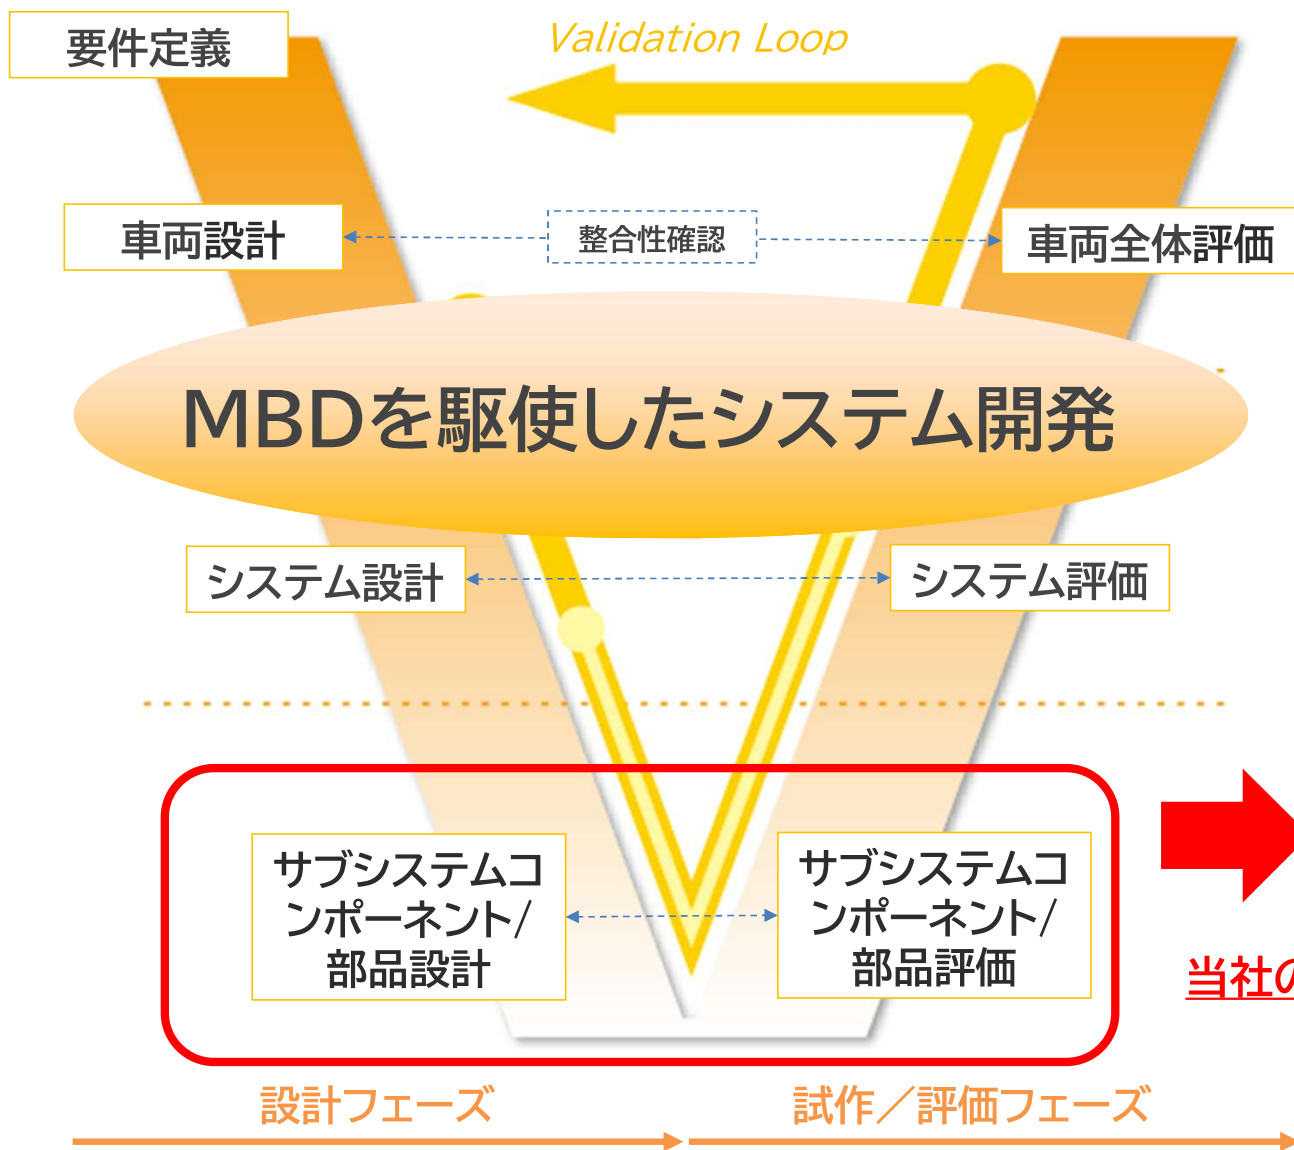 要件定義
Validation Loop
車両設計
整合性確認
車両全体評価
MBDを駆使したシステム開発
システム設計
システム評価
サブシステムコ
ンポーネント/
部品設計
サブシステムコ
ンポーネント/
部品評価
当社の
設計フェーズ
試作／評価フェーズ